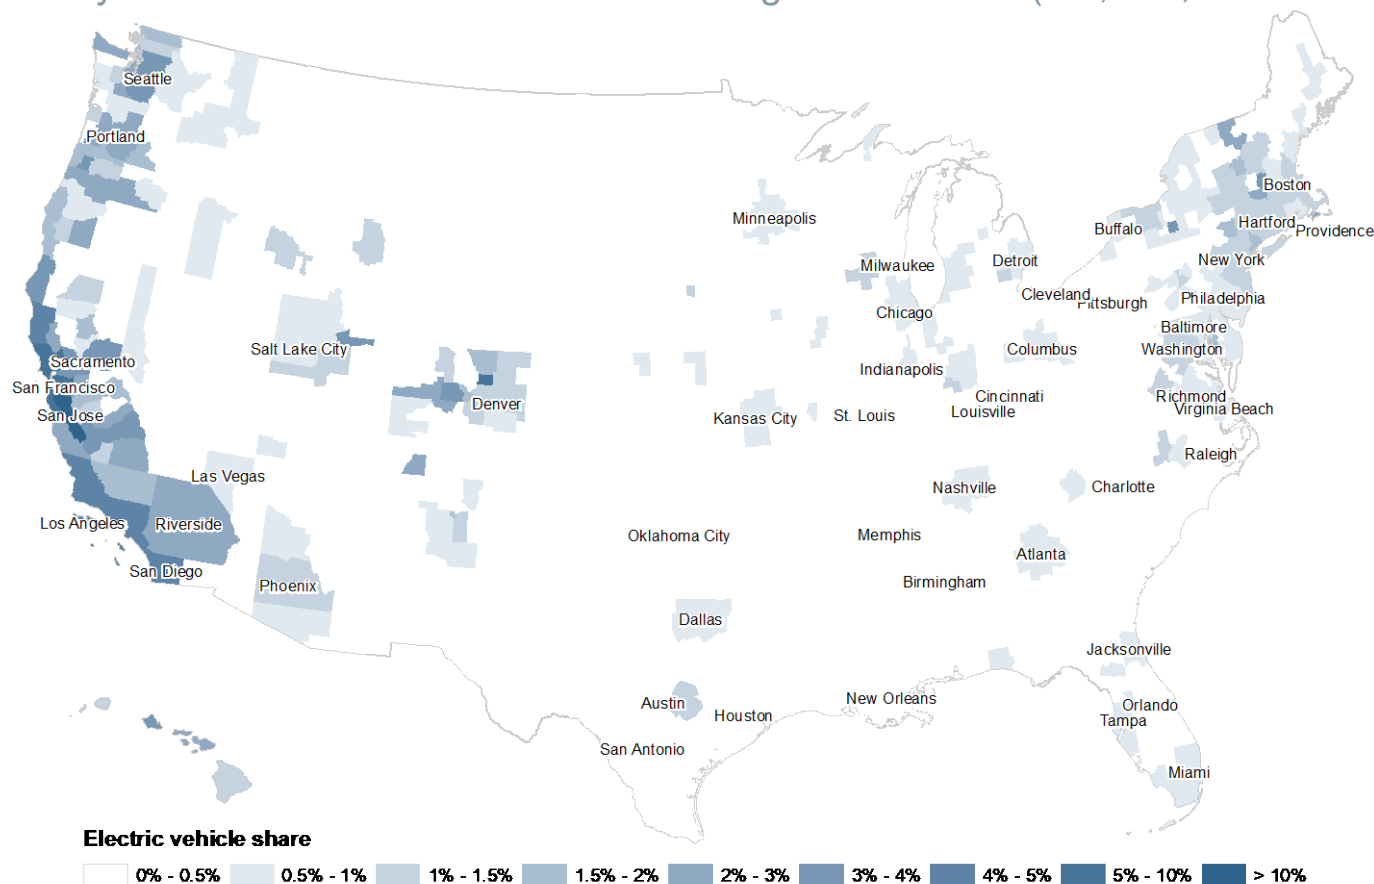 Seattle
Portland
Minneapolis
Boston
Buffalo
Hartford
Providence
Milwaukee
Detroit
New York
Cleveland
Pittsburgh
Philadelphia
Chicago
Baltimore
Salt Lake City
Columbus
Washington
Sacramento
Indianapolis
San Francisco
Denver
Cincinnati
Richmond
San Jose
Kansas City
St. Louis
Louisville
Virginia Beach
Raleigh
Las Vegas
Nashville
Charlotte
Los Angeles
Riverside
Oklahoma City
Memphis
Atlanta
San Diego
Phoenix
Birmingham
Dallas
Jacksonville
Austin
Houston
New Orleans
Orlando
Tampa
San Antonio
Miami
Electric vehicle share
0% - 0.5% 0.5% - 1% 1% - 1.5% 1.5% - 2% 2% - 3% 3% - 4% 4% - 5% 5% - 10% > 10%